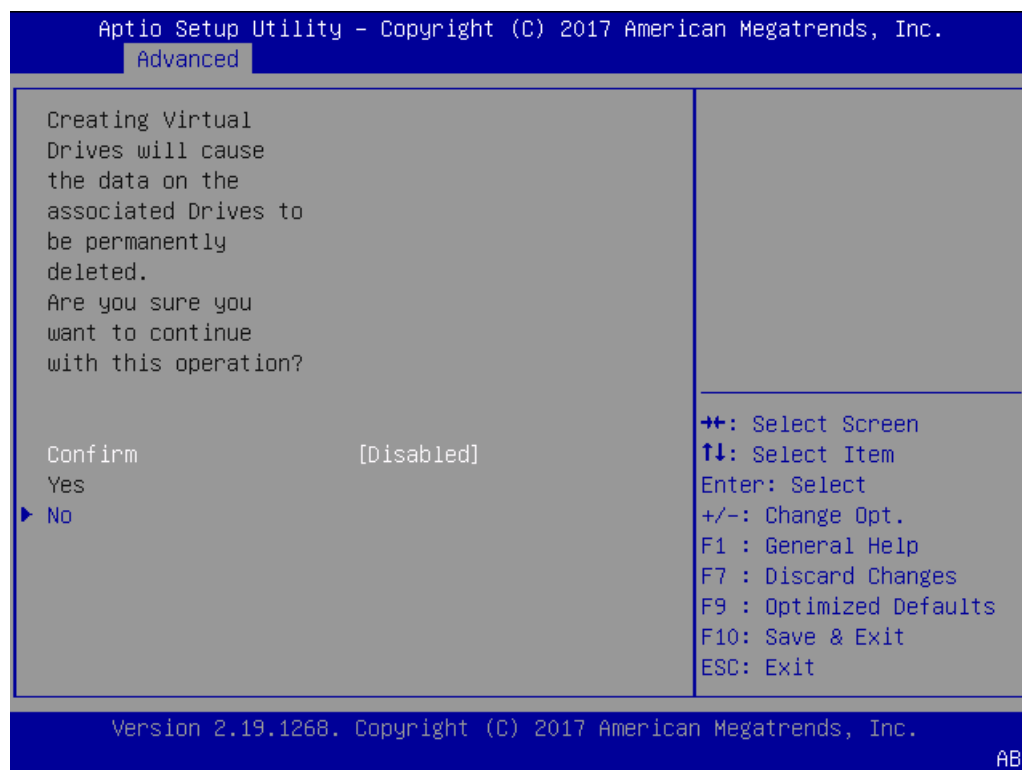 Aptio Setup Utility – Copyright (C) 2017 American Megatrends, Inc.
Advanced
Creating Virtual
Drives will cause
the data on the
associated Drives to
be permanently
deleted.
Are you sure you
want to continue
with this operation?
Confirm [Disabled]
Yes
No
→←: Select Screen
↑↓: Select Item
Enter: Select
+/-: Change Opt.
F1 : General Help
F7 : Discard Changes
F9 : Optimized Defaults
F10: Save & Exit
ESC: Exit
Version 2.19.1268. Copyright (C) 2017 American Megatrends, Inc.
AB